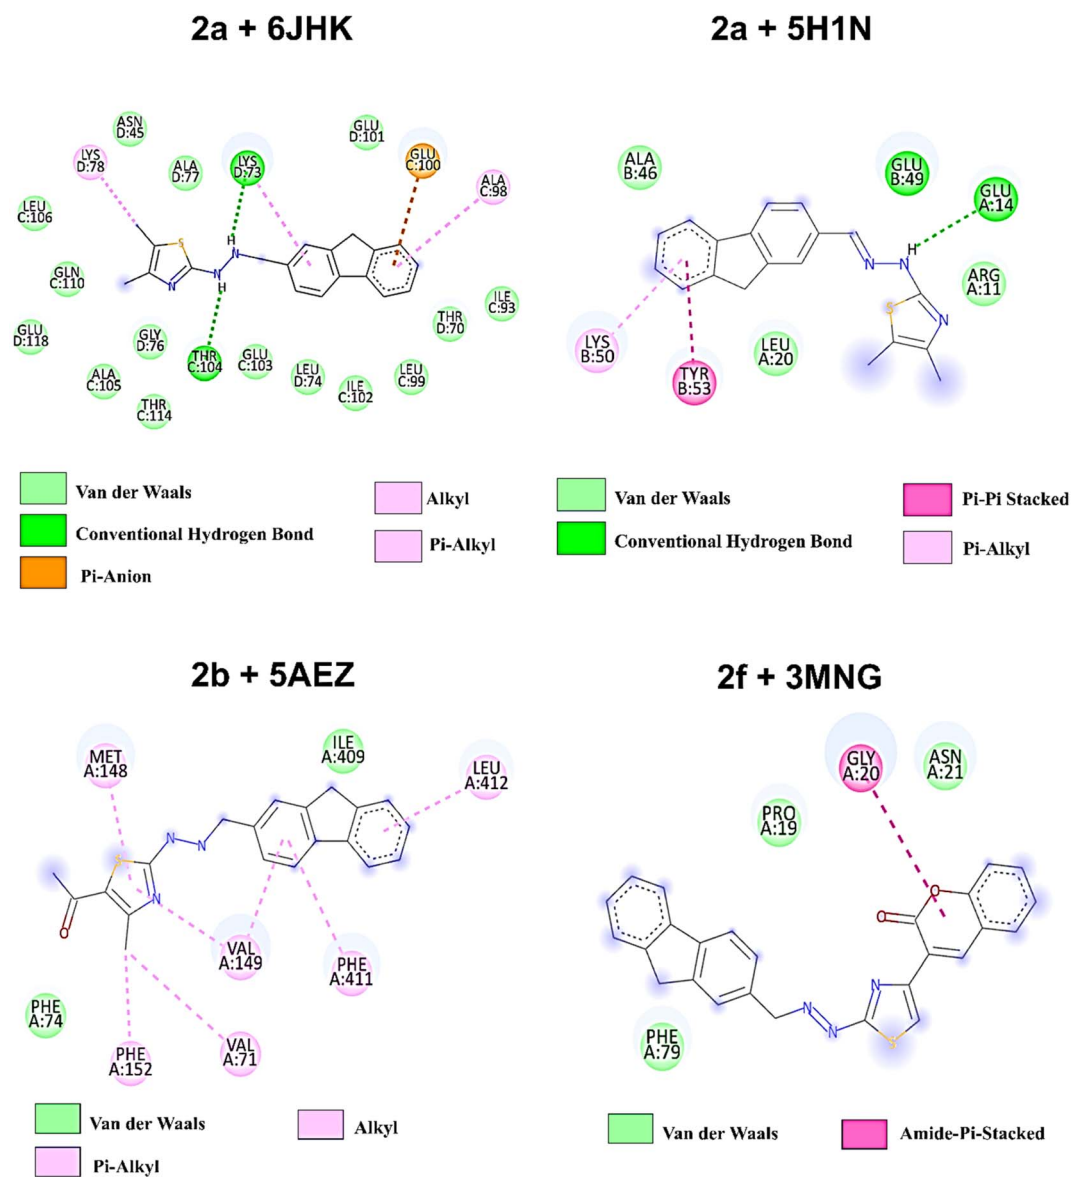 2a + 6JHK
2a + 5H1N
ASN
D:45
LYS
D:78
ALA
D:77
LYS
D:73
GLU
D:101
GLU
C:100
ALA
C:98
LEU
C:106
GLN
C:110
GLU
C:118
GLY
D:76
ALA
C:105
THR
C:114
THR
C:104
GLU
C:103
LEU
D:74
ILE
C:102
LEU
C:99
THR
D:70
ILE
C:93
S
N
N
H
N
H
Van der Waals
Conventional Hydrogen Bond
Pi-Anion
Alkyl
Pi-Alkyl
ALA
B:46
GLU
B:49
GLU
A:14
ARG
A:11
LYS
B:50
TYR
B:53
LEU
A:20
H
N
N
S
N
Van der Waals
Conventional Hydrogen Bond
Pi-Pi Stacked
Pi-Alkyl
2b + 5AEZ
2f + 3MNG
MET
A:148
ILE
A:409
LEU
A:412
VAL
A:149
PHE
A:411
PHE
A:74
PHE
A:152
VAL
A:71
N
N
S
N
O
Van der Waals
Pi-Alkyl
Alkyl
GLY
A:20
ASN
A:21
PRO
A:19
PHE
A:79
O
O
N
N
N
S
Van der Waals
Amide-Pi-Stacked